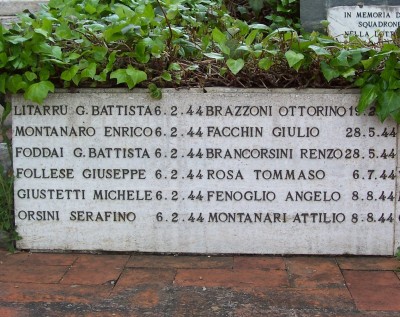 IN MEMORIA D
SQUADRON
NELLA LOTT
LITARRU G. BATTISTA 6.2.44 BRAZZONI OTTORINO
MONTANARO ENRICO 6.2.44 FACCHIN GIULIO 28.5.44
FODDAI G. BATTISTA 6.2.44 BRANCORSINI RENZO 28.5.44
FOLLESE GIUSEPPE 6.2.44 ROSA TOMMASO 6.7.44
GIUSTETTI MICHELE 6.2.44 FENOGLIO ANGELO 8.8.44
ORSINI SERAFINO 6.2.44 MONTANARI ATTILIO 8.8.44